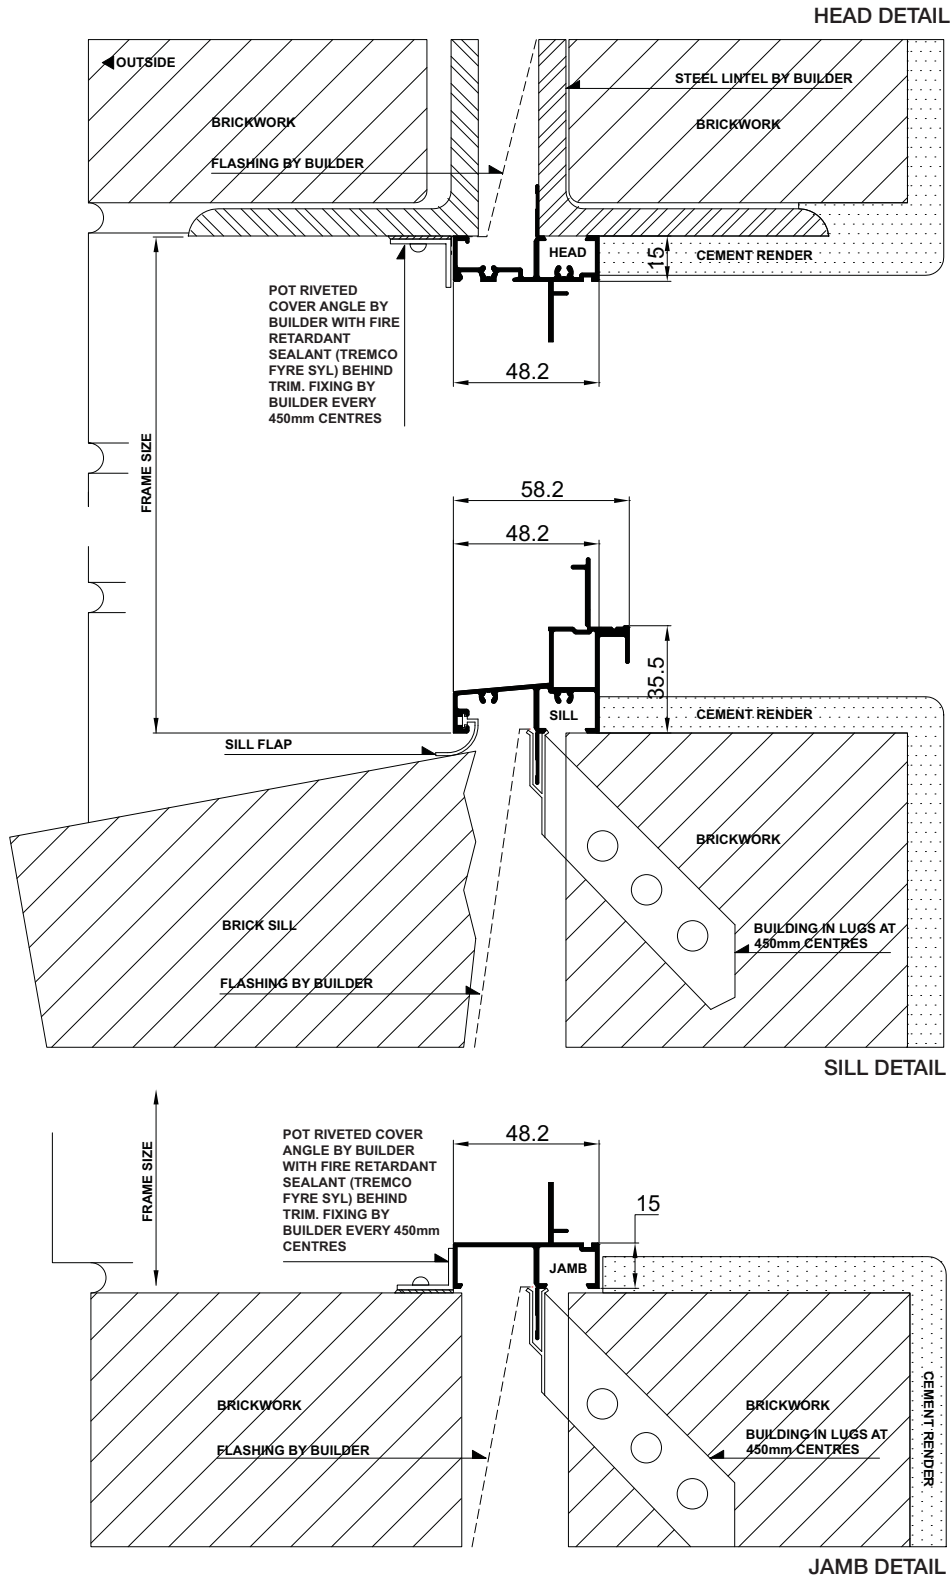 HEAD DETAIL
OUTSIDE
STEEL LINTEL BY BUILDER
BRICKWORK
BRICKWORK
FLASHING BY BUILDER
HEAD
15
CEMENT RENDER
POT RIVETED
COVER ANGLE BY
BUILDER WITH FIRE
RETARDANT
SEALANT (TREMCO
FYRE SYL) BEHIND
TRIM. FIXING BY
BUILDER EVERY
450mm CENTRES
48.2
FRAME SIZE
58.2
48.2
35.5
SILL
CEMENT RENDER
SILL FLAP
BRICKWORK
BRICK SILL
BUILDING IN LUGS AT
450mm CENTRES
FLASHING BY BUILDER
SILL DETAIL
FRAME SIZE
POT RIVETED COVER
ANGLE BY BUILDER
WITH FIRE RETARDANT
SEALANT (TREMCO
FYRE SYL) BEHIND
TRIM. FIXING BY
BUILDER EVERY 450mm
CENTRES
48.2
15
JAMB
BRICKWORK
BRICKWORK
CEMENT RENDER
FLASHING BY BUILDER
BUILDING IN LUGS AT
450mm CENTRES
JAMB DETAIL